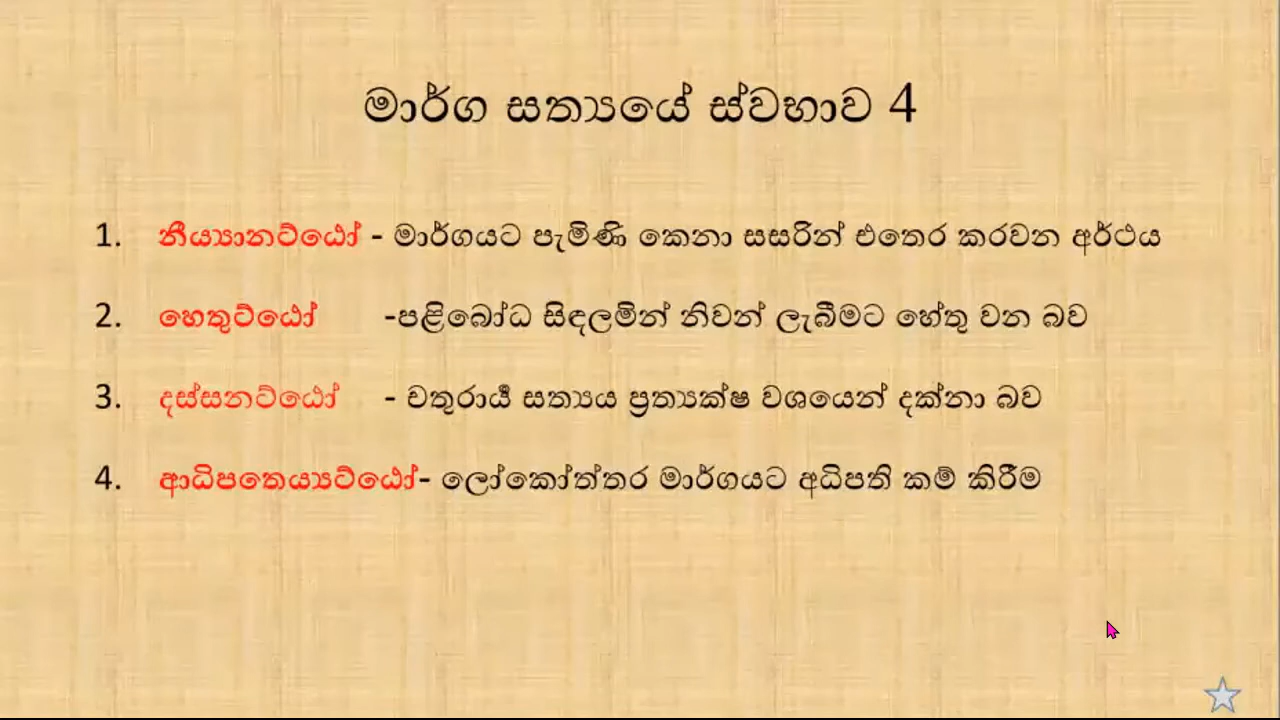 මාර්ග සත්‍යයේ ස්වභාව 4
1. නීය්‍යානට්ඨෝ - මාර්ගයට පැමිණි කෙනා සසරින් එතෙර කරවන අර්ථය
2. හෙතුට්ඨෝ -පළිබෝධ සිඳලමින් නිවන් ලැබීමට හේතු වන බව
3. දස්සනට්ඨෝ - චතුරාර්‍ය සත්‍යය ප්‍රත්‍යක්ෂ වශයෙන් දක්නා බව
4. ආධිපතෙය්‍යට්ඨෝ- ලෝකෝත්තර මාර්ගයට අධිපති කම් කිරීම